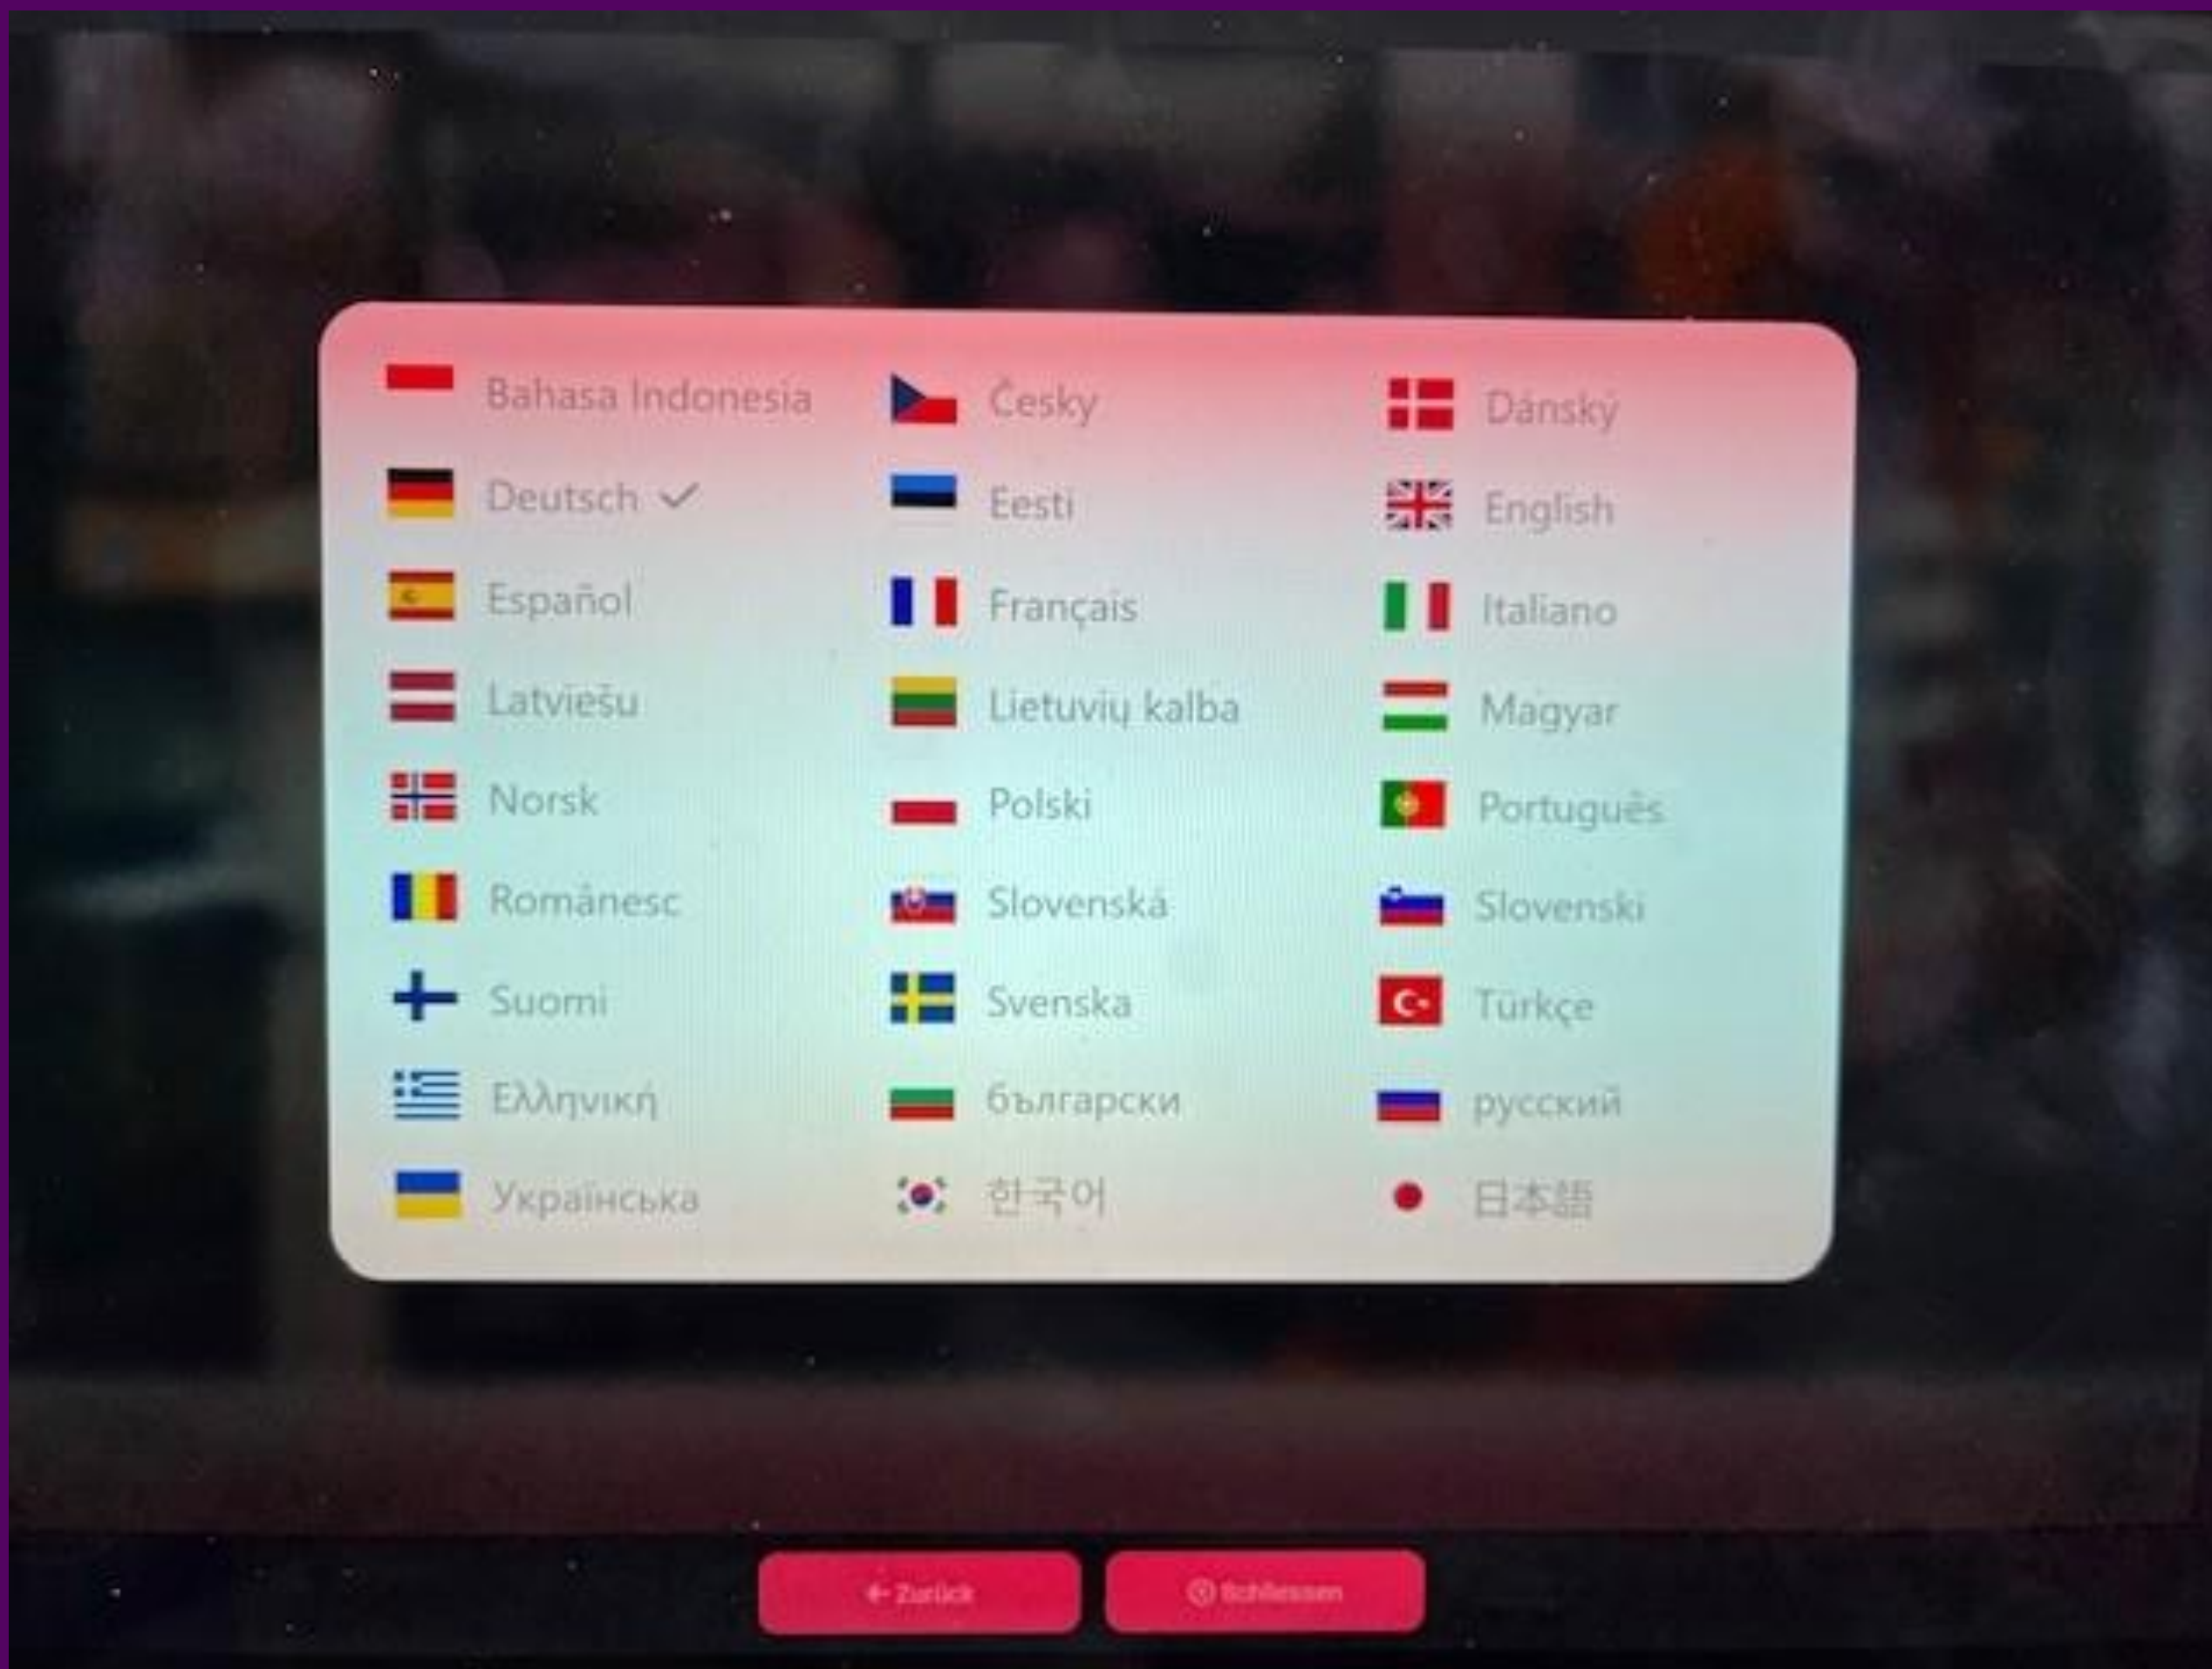 Bahasa Indonesia
Česky
Dánský
Deutsch ✓
Eesti
English
Español
Français
Italiano
Latviešu
Lietuvių kalba
Magyar
Norsk
Polski
Português
Românesc
Slovenská
Slovenski
Suomi
Svenska
Türkçe
Ελληνική
български
русский
Українська
한국어
日本語
← Zurück
Schliessen